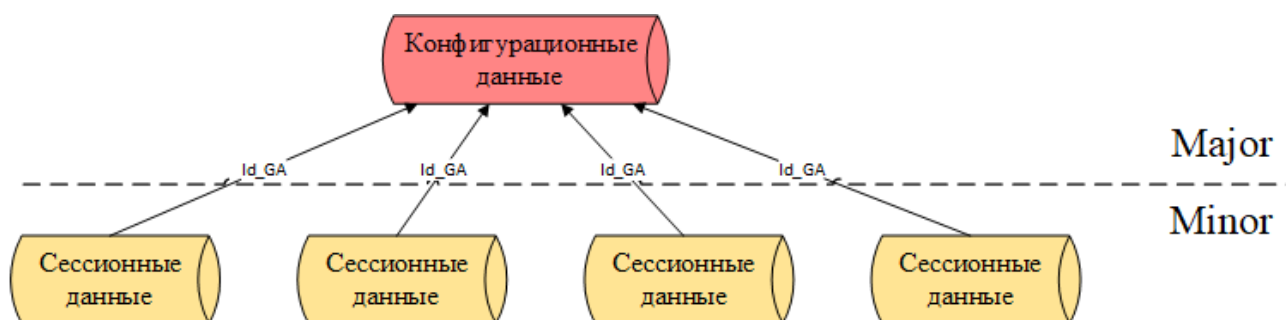 Конфигурационные
данные
Major
Id_GA Id_GA Id_GA Id_GA
Minor
Сессионные Сессионные Сессионные Сессионные
данные данные данные данные